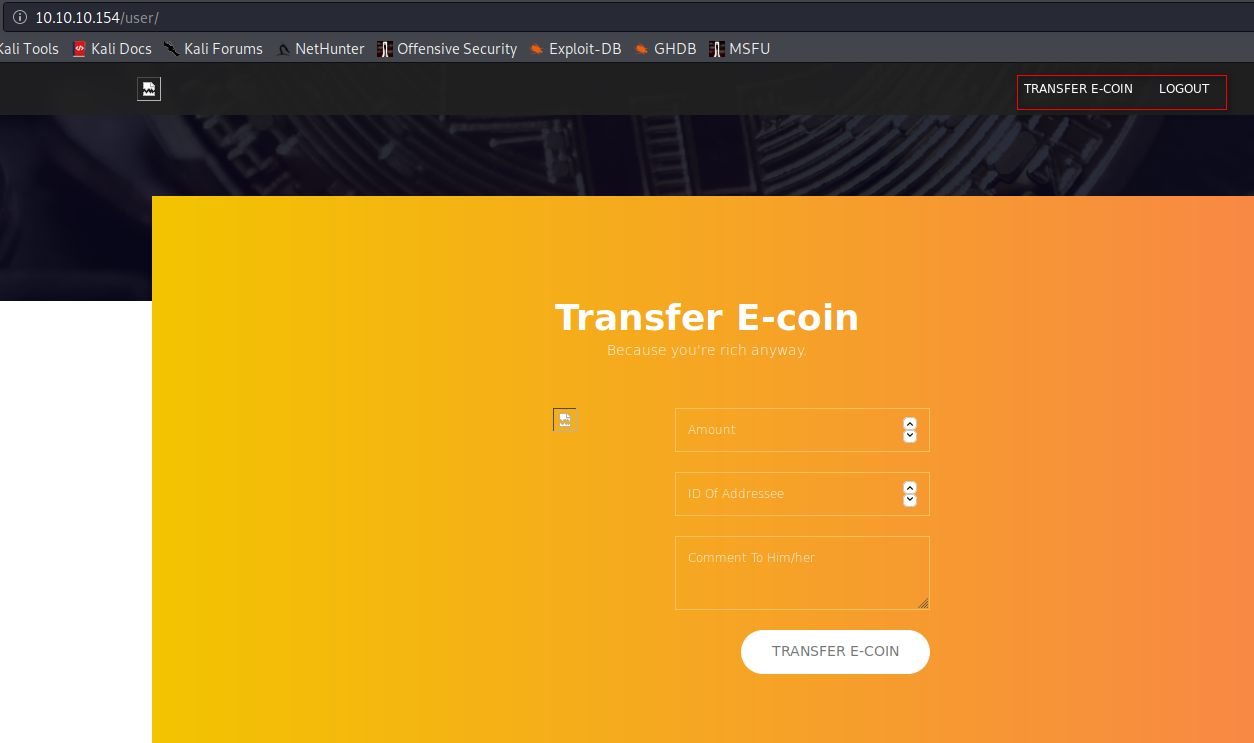 10.10.10.154/user/
Kali Tools Kali Docs Kali Forums NetHunter Offensive Security Exploit-DB GHDB MSFU
TRANSFER E-COIN LOGOUT
Transfer E-coin
Because you're rich anyway.
Amount
ID Of Addressee
Comment To Him/her
TRANSFER E-COIN